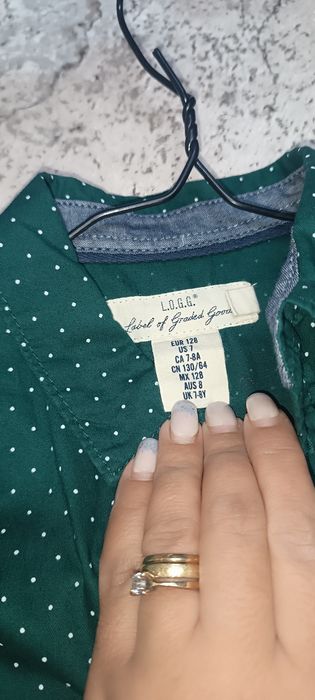 L.O.G.G.®
Label of Graded Goods
EUR 128
US 7
CA 7-8A
CN 130/64
MX 128
AUS 8
UK 7-8Y